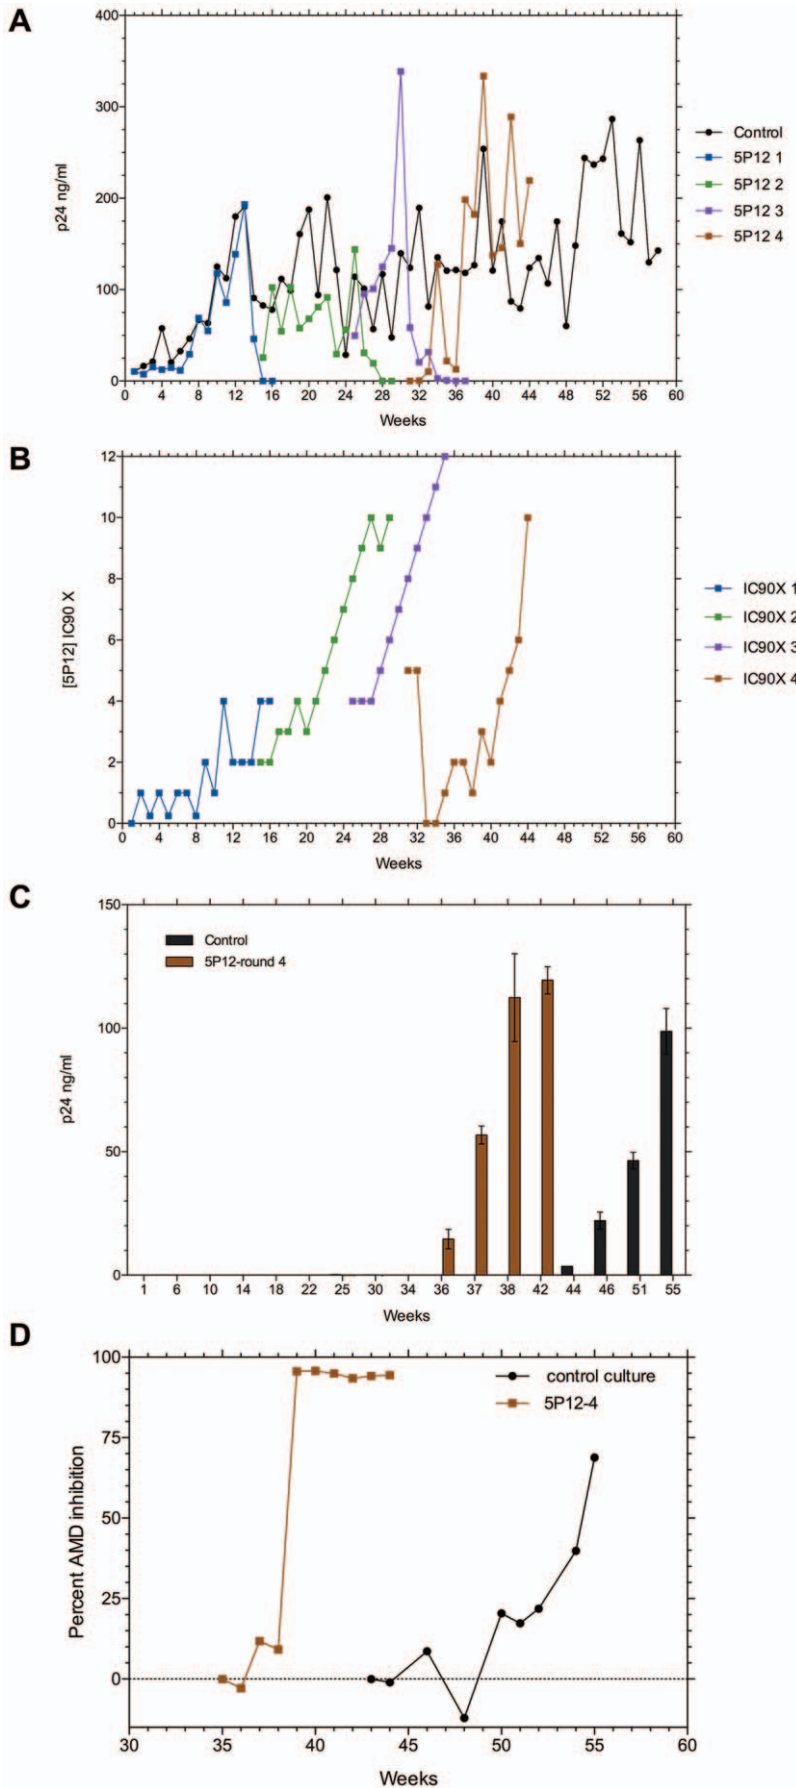 A
400
300
200
100
0
p24 ng/ml
0 4 8 12 16 20 24 28 32 36 40 44 48 52 56 60
Weeks
Control
5P12 1
5P12 2
5P12 3
5P12 4
B
12
10
8
6
4
2
0
[5P12] IC90 X
0 4 8 12 16 20 24 28 32 36 40 44 48 52 56 60
Weeks
IC90X 1
IC90X 2
IC90X 3
IC90X 4
C
150
100
50
0
p24 ng/ml
Control
5P12-round 4
1 6 10 14 18 22 25 30 34 36 37 38 42 44 46 51 55
Weeks
D
100
75
50
25
0
Percent AMD inhibition
control culture
5P12-4
30 40 45 50 55 60
Weeks